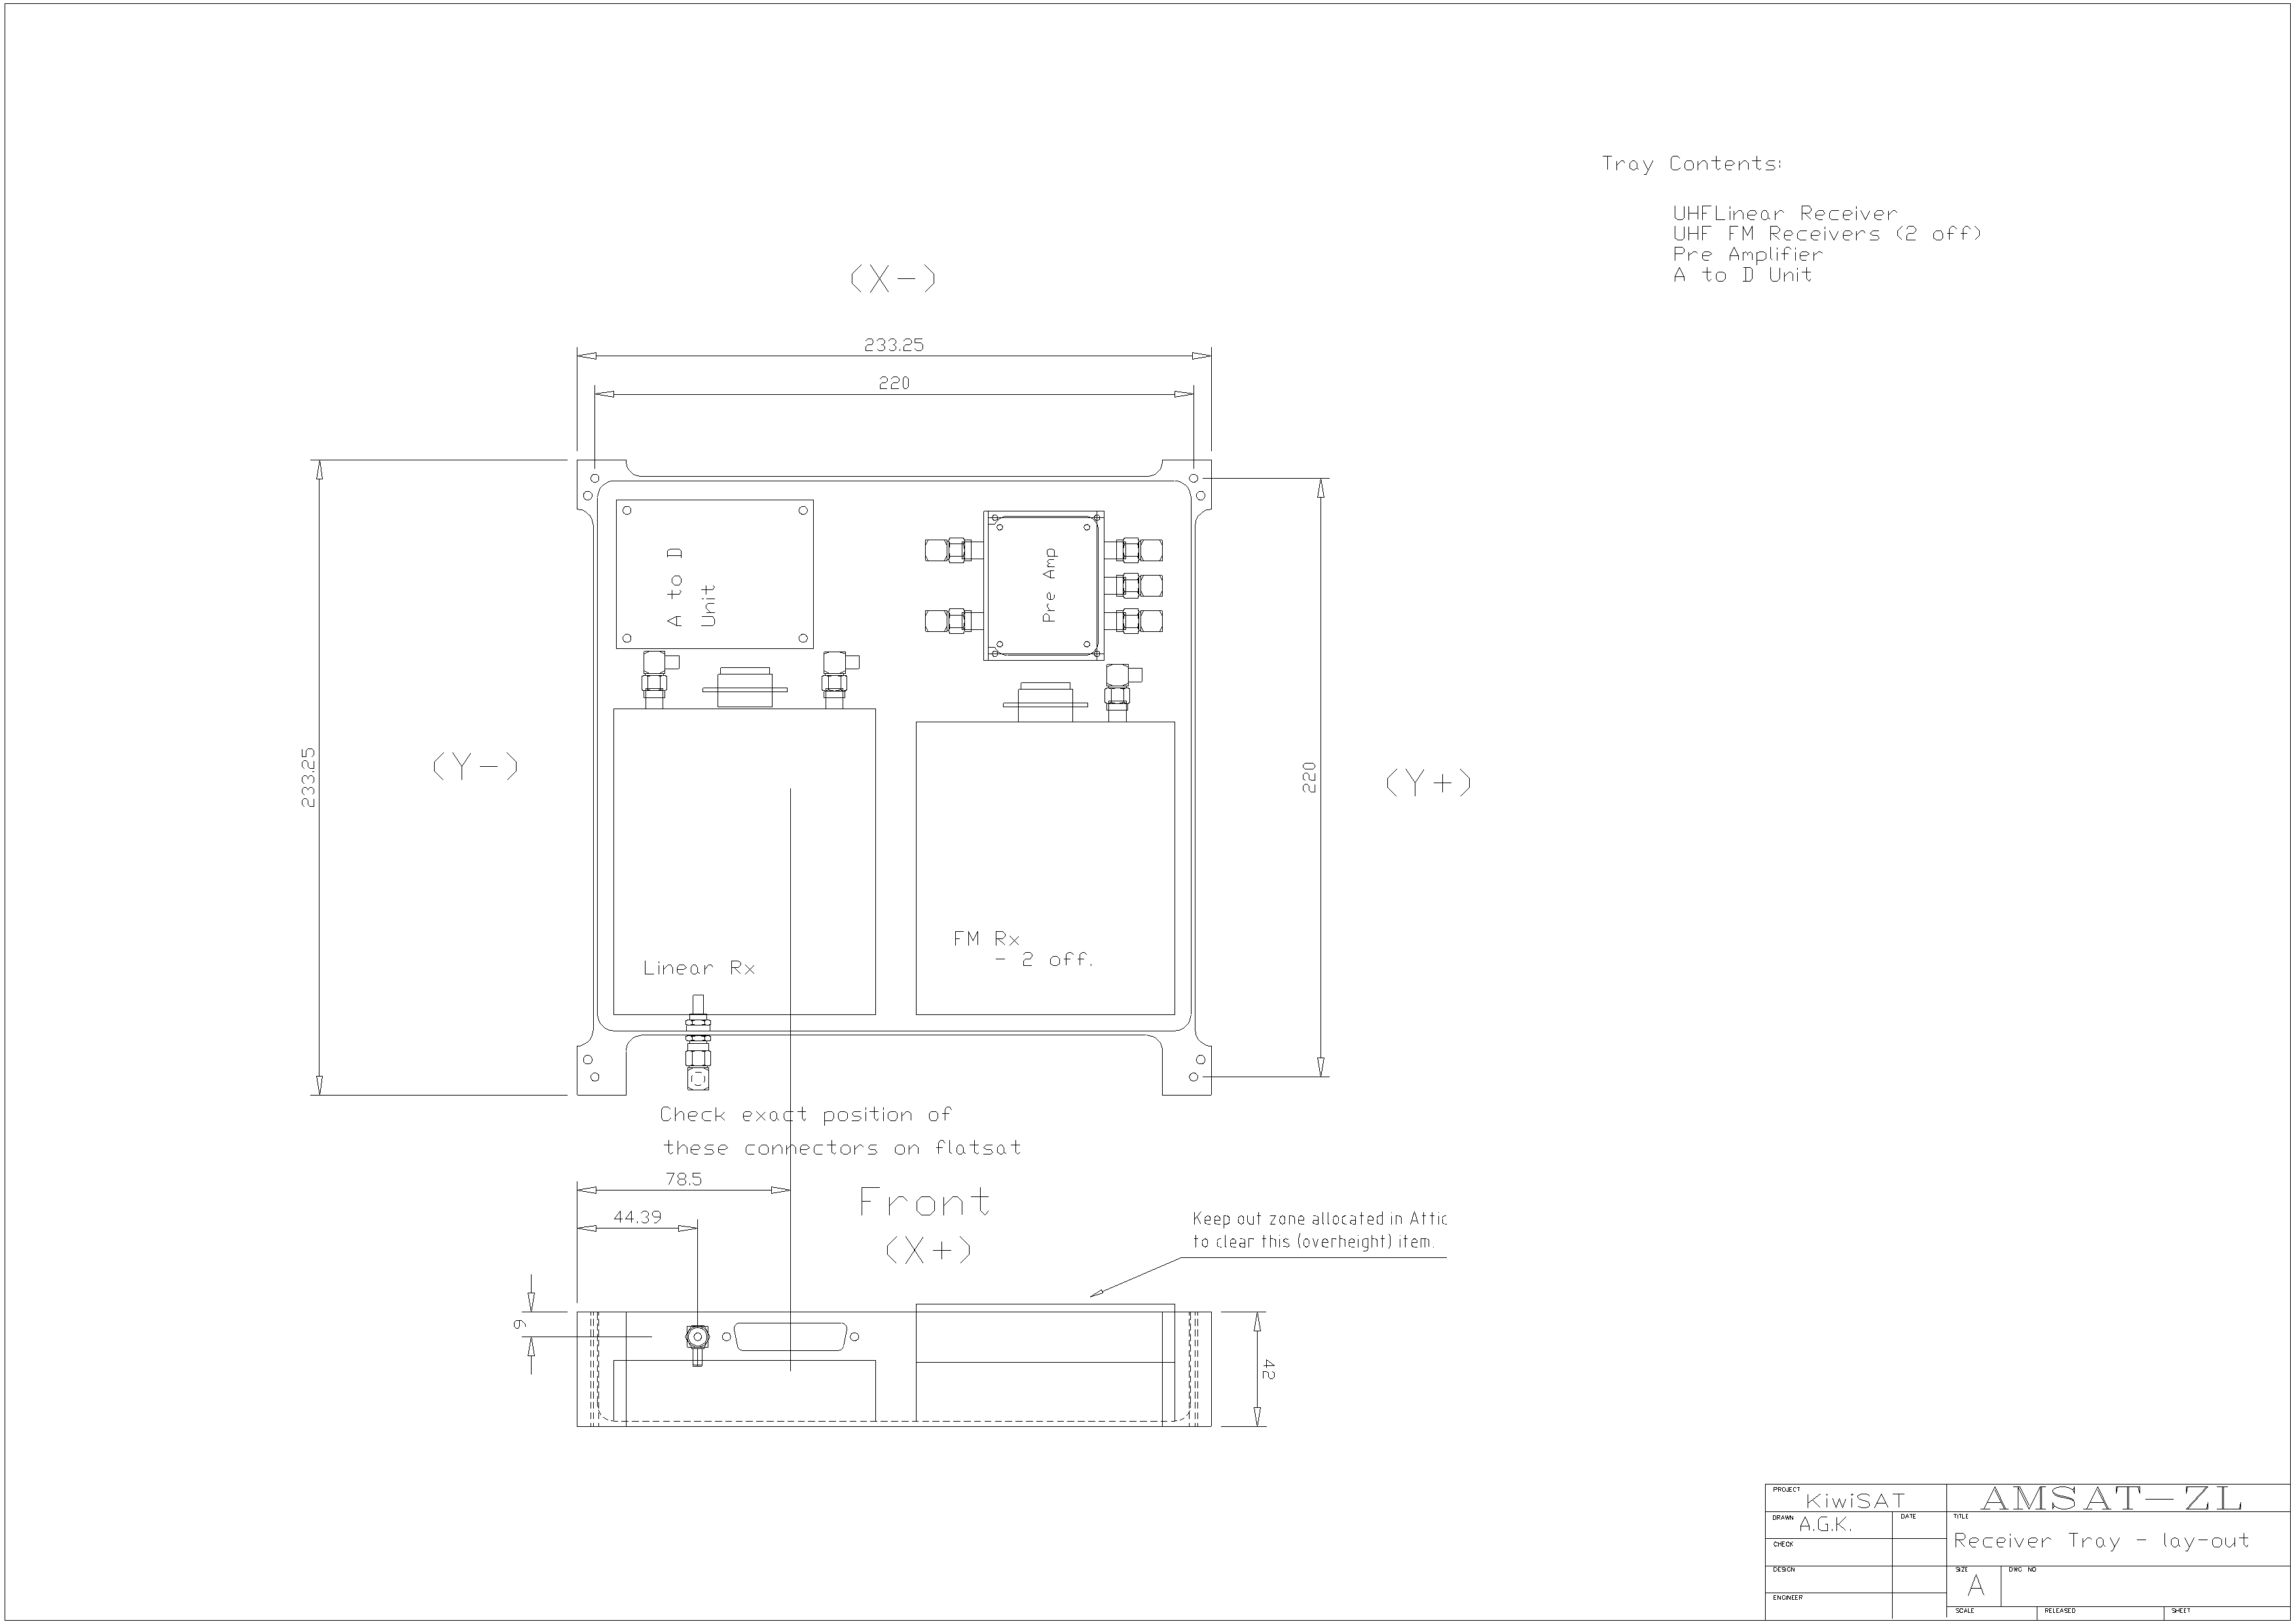 Tray Contents:
UHFLinear Receiver
UHF FM Receivers (2 off)
Pre Amplifier
A to D Unit
(X-)
233.25
220
A to D
Unit
Pre Amp
233.25
(Y-)
220
(Y+)
FM Rx
- 2 off.
Linear Rx
Check exact position of
these connectors on flatsat
78.5
Front
44.39
(X+)
Keep out zone allocated in Attic
to clear this (overheight) item.
9
42
PROJECT
KiwiSAT
AMSAT-ZL
DRAWN
A.G.K.
DATE
TITLE
Receiver Tray - lay-out
CHECK
DESIGN
SIZE
A
DWG NO
ENGINEER
SCALE
RELEASED
SHEET